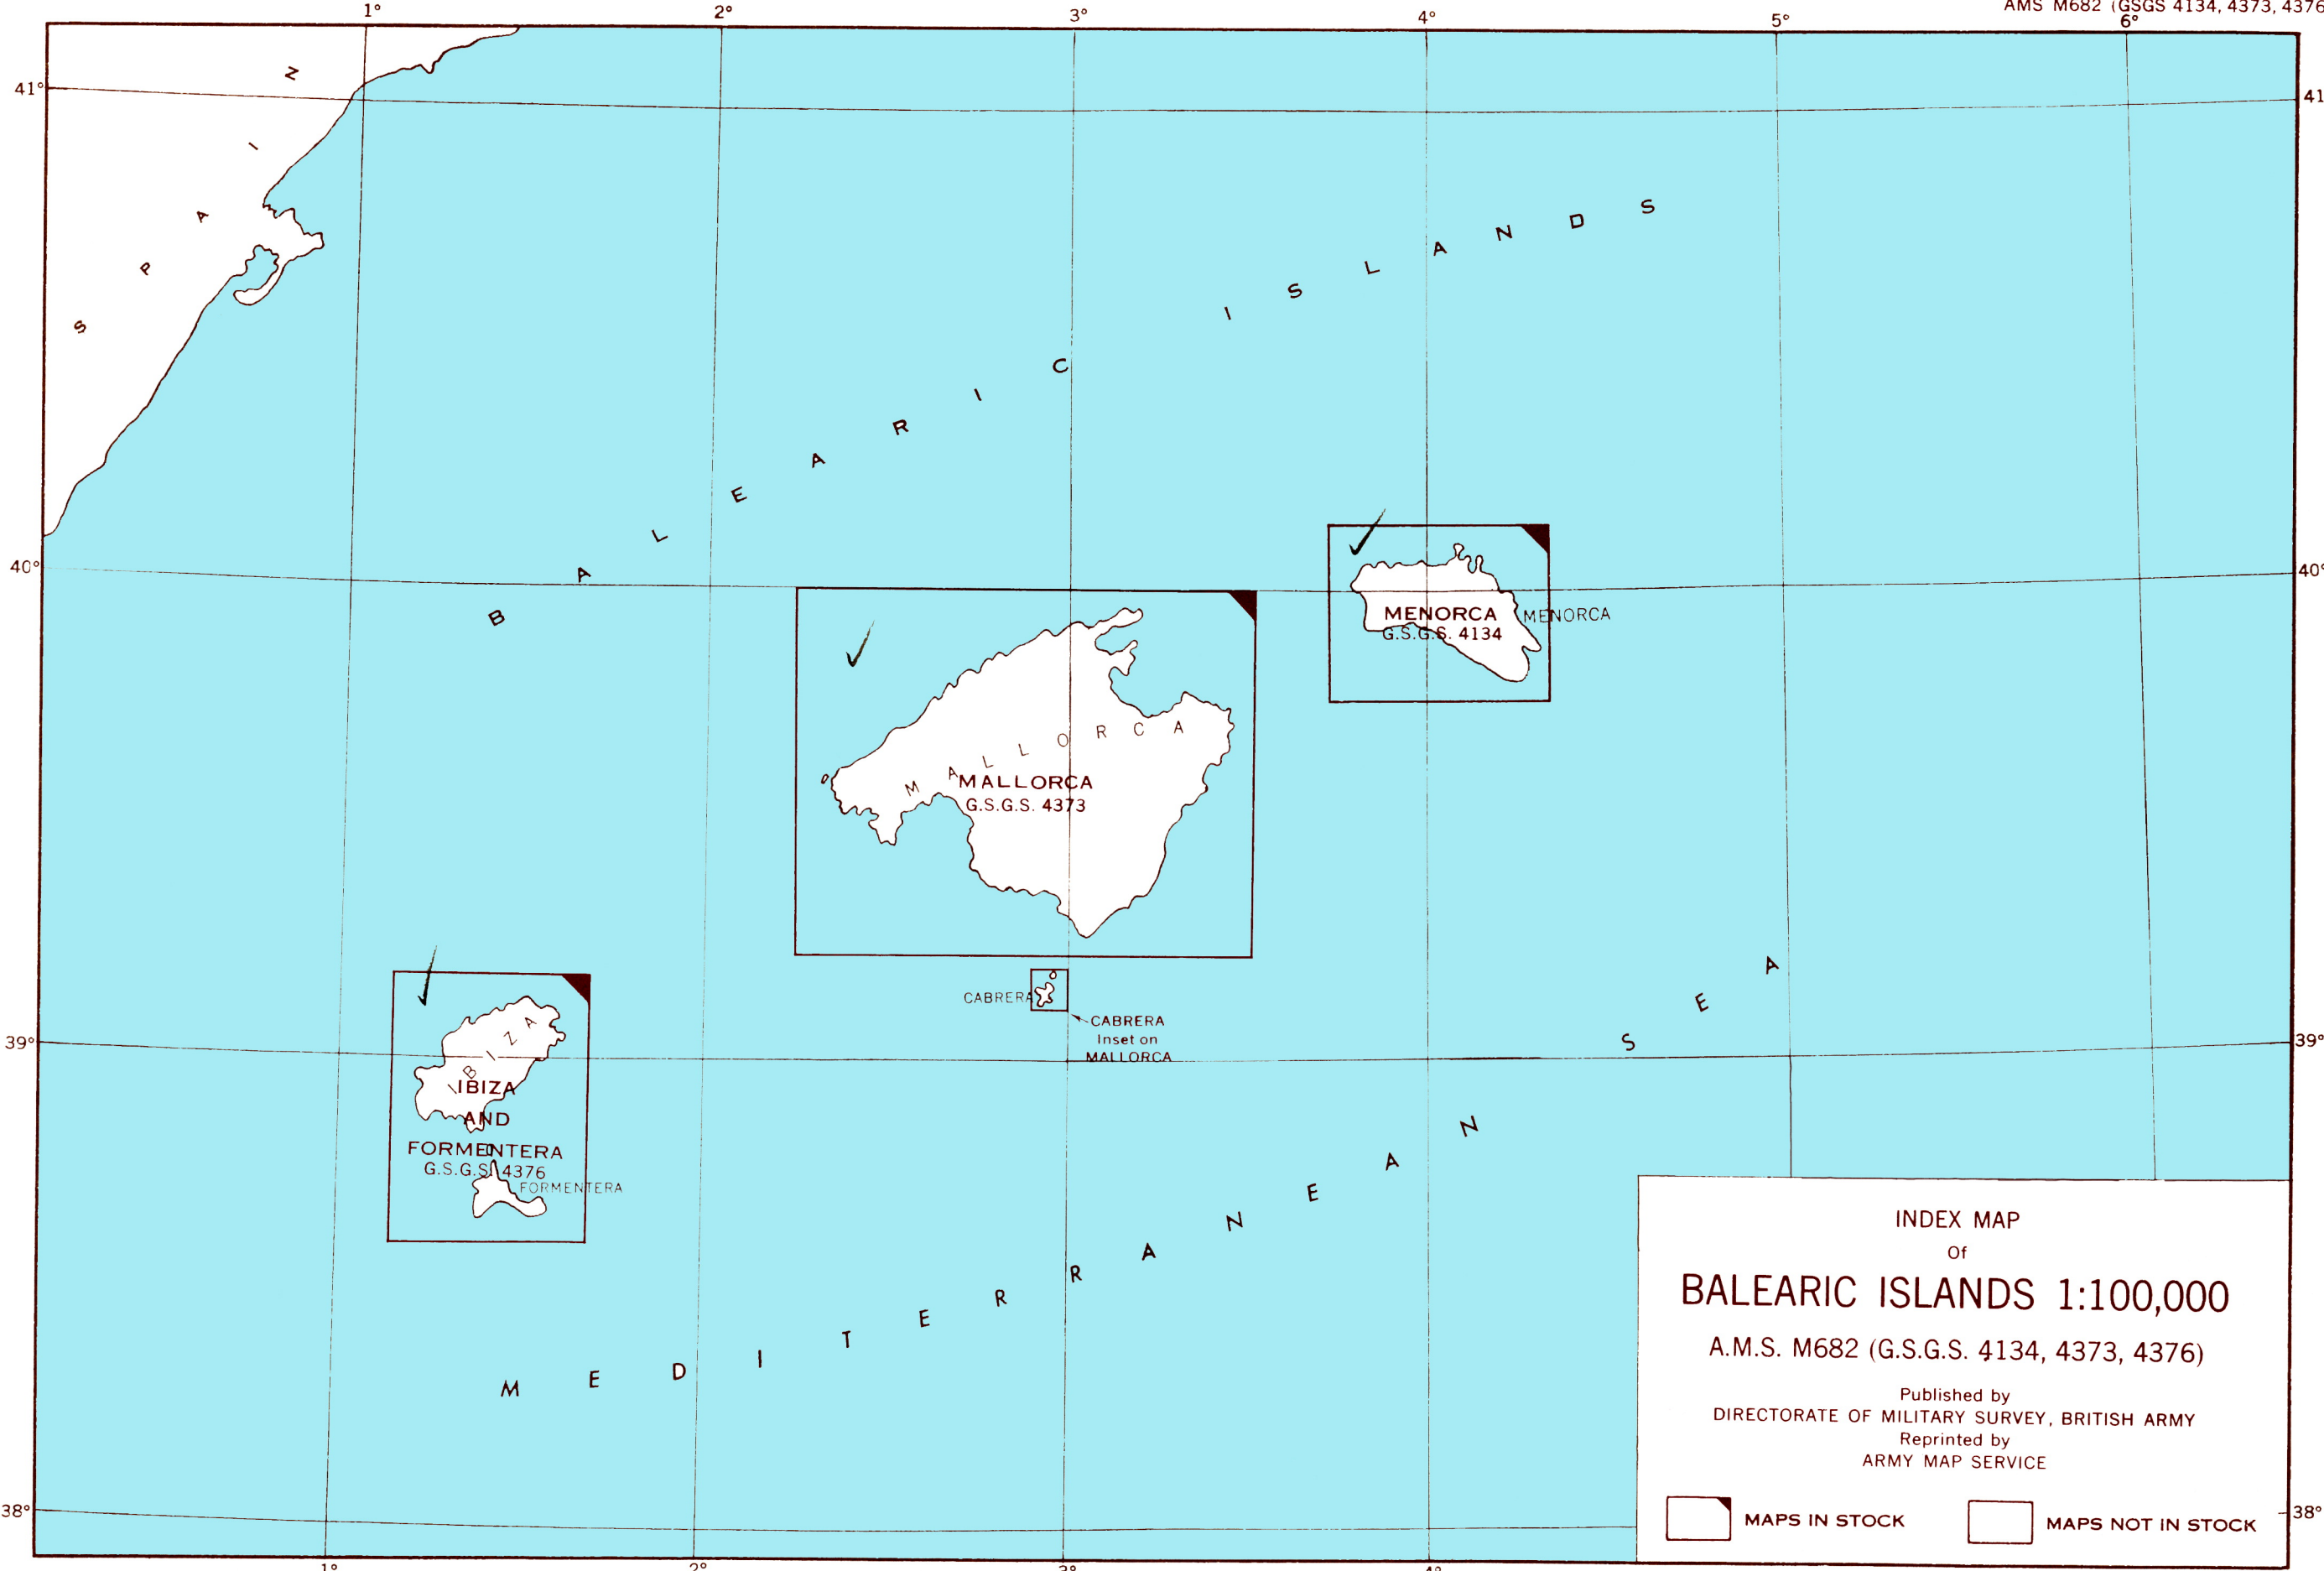 AMS M682 (GSGS 4134, 4373, 4376
1° 2° 3° 4° 5° 6°
41° 41
SPAIN
BALEARIC ISLANDS
40° 40°
MENORCA
G.S.G.S. 4134
MENORCA
MALLORCA
MALLORCA
G.S.G.S. 4373
CABRERA
CABRERA
Inset on
MALLORCA
39° 39°
IBIZA
IBIZA
AND
FORMENTERA
G.S.G.S. 4376
FORMENTERA
MEDITERRANEAN SEA
INDEX MAP
Of
BALEARIC ISLANDS 1:100,000
A.M.S. M682 (G.S.G.S. 4134, 4373, 4376)
Published by
DIRECTORATE OF MILITARY SURVEY, BRITISH ARMY
Reprinted by
ARMY MAP SERVICE
MAPS IN STOCK
MAPS NOT IN STOCK
38° 38°
1° 2° 3° 4°